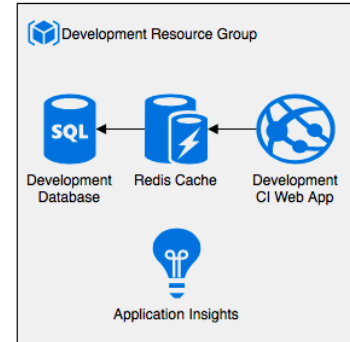 Development Resource Group
SQL
Development
Database
Redis Cache
Development
CI Web App
Application Insights